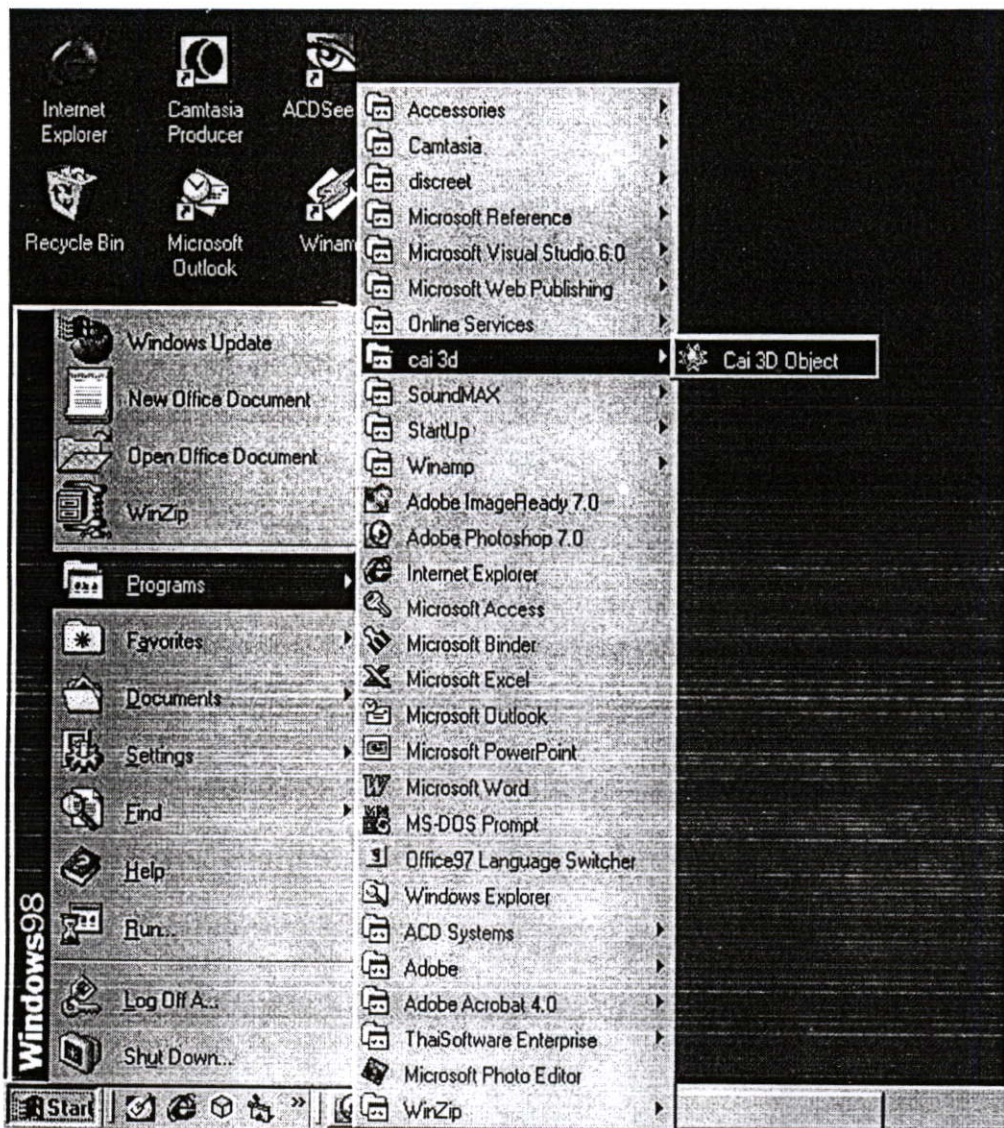 Internet Explorer
Camtasia Producer
ACDSee
Recycle Bin
Microsoft Outlook
Winam
Windows Update
New Office Document
Open Office Document
WinZip
Programs
Favorites
Documents
Settings
Find
Help
Run...
Log Off A...
Shut Down...
Windows98
Accessories
Camtasia
discreet
Microsoft Reference
Microsoft Visual Studio 6.0
Microsoft Web Publishing
Online Services
cai 3d
SoundMAX
StartUp
Winamp
Adobe ImageReady 7.0
Adobe Photoshop 7.0
Internet Explorer
Microsoft Access
Microsoft Binder
Microsoft Excel
Microsoft Outlook
Microsoft PowerPoint
Microsoft Word
MS-DOS Prompt
Office97 Language Switcher
Windows Explorer
ACD Systems
Adobe
Adobe Acrobat 4.0
ThaiSoftware Enterprise
Microsoft Photo Editor
WinZip
Cai 3D Object
Start
»